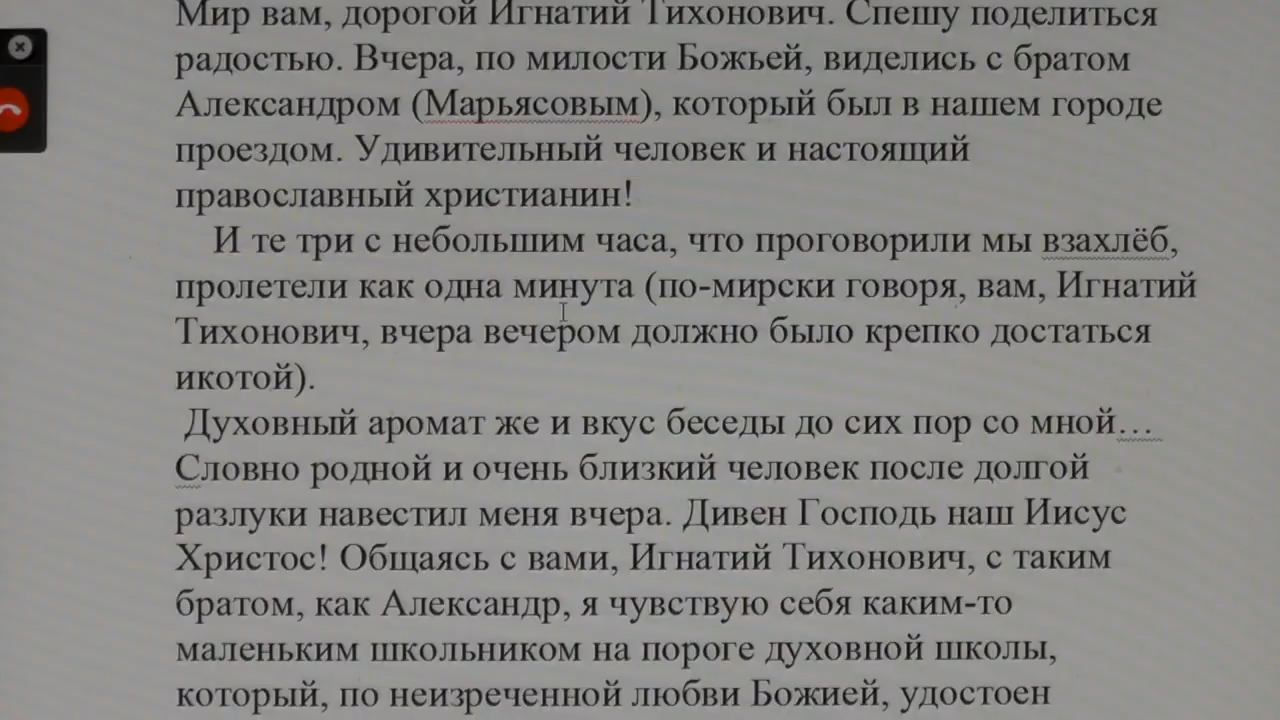 Мир вам, дорогой Игнатий Тихонович. Спешу поделиться
радостью. Вчера, по милости Божьей, виделись с братом
Александром (Марьясовым), который был в нашем городе
проездом. Удивительный человек и настоящий
православный христианин!
И те три с небольшим часа, что проговорили мы взахлёб,
пролетели как одна минута (по-мирски говоря, вам, Игнатий
Тихонович, вчера вечером должно было крепко достаться
икотой).
Духовный аромат же и вкус беседы до сих пор со мной…
Словно родной и очень близкий человек после долгой
разлуки навестил меня вчера. Дивен Господь наш Иисус
Христос! Общаясь с вами, Игнатий Тихонович, с таким
братом, как Александр, я чувствую себя каким-то
маленьким школьником на пороге духовной школы,
который, по неизреченной любви Божией, удостоен